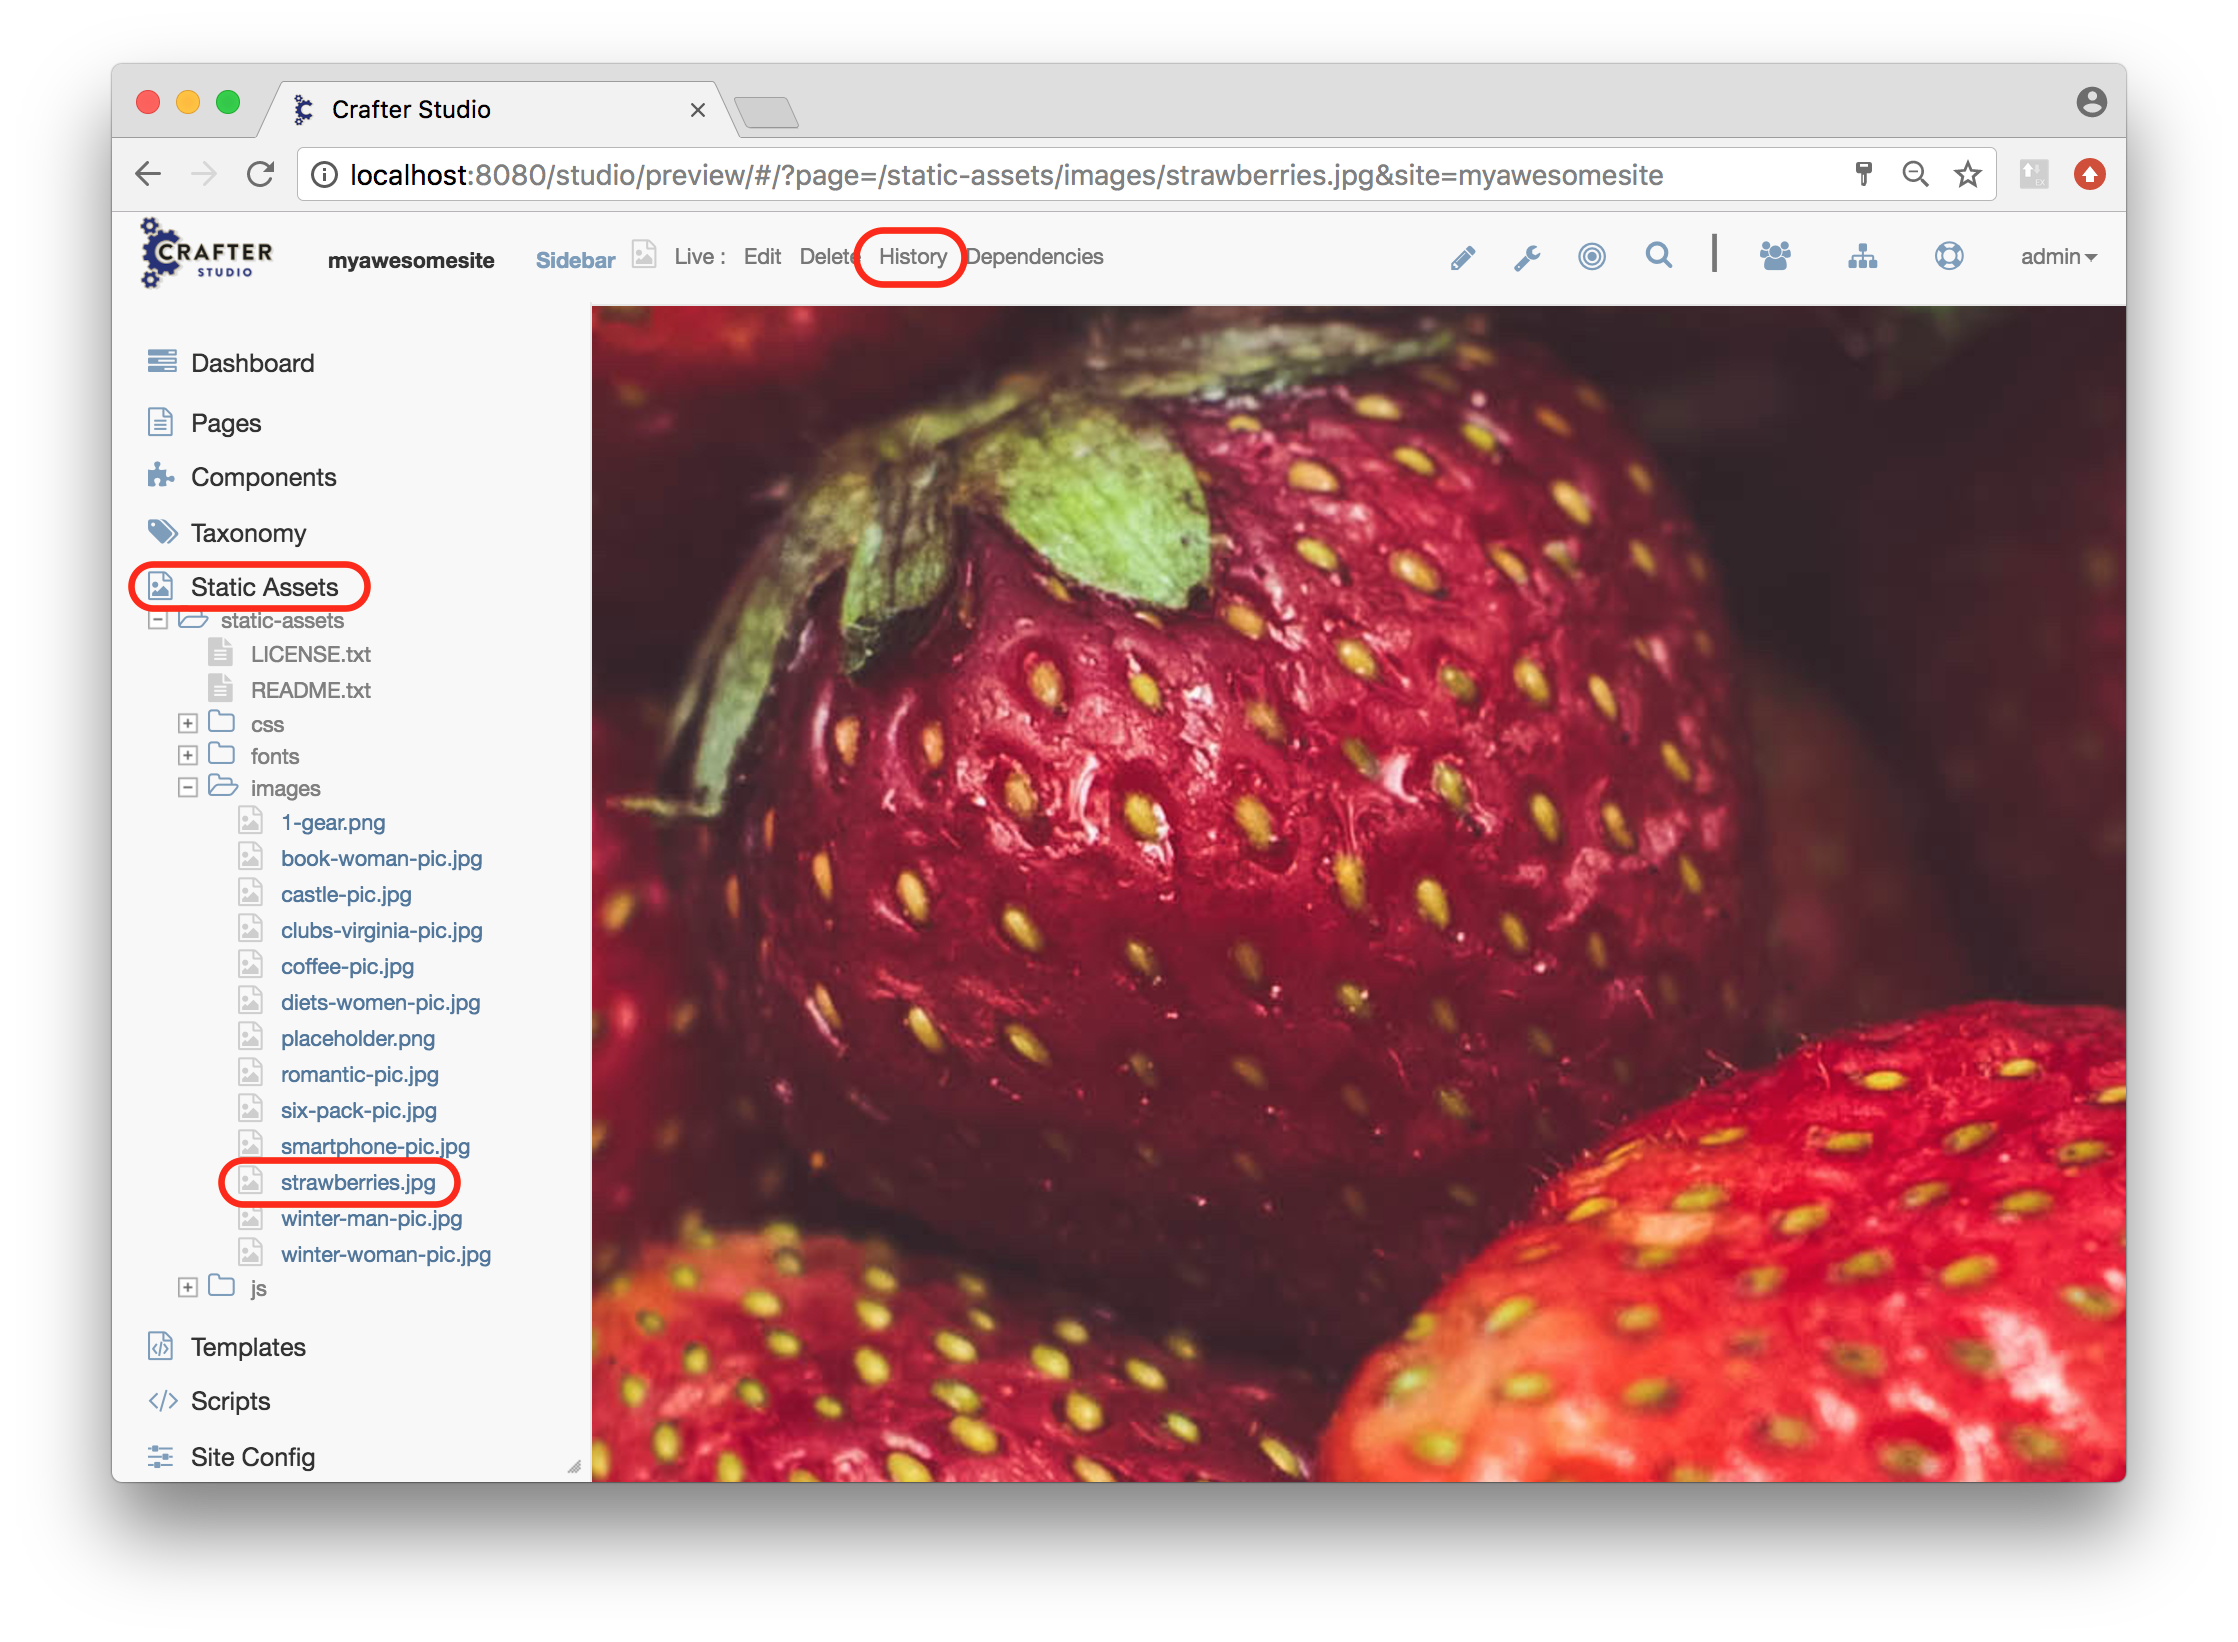 Crafter Studio
localhost:8080/studio/preview/#/?page=/static-assets/images/strawberries.jpg&site=myawesomesite
CRAFTER
STUDIO
myawesomesite Sidebar Live : Edit Delete History Dependencies admin
Dashboard
Pages
Components
Taxonomy
Static Assets
static-assets
LICENSE.txt
README.txt
css
fonts
images
1-gear.png
book-woman-pic.jpg
castle-pic.jpg
clubs-virginia-pic.jpg
coffee-pic.jpg
diets-women-pic.jpg
placeholder.png
romantic-pic.jpg
six-pack-pic.jpg
smartphone-pic.jpg
strawberries.jpg
winter-man-pic.jpg
winter-woman-pic.jpg
js
Templates
Scripts
Site Config